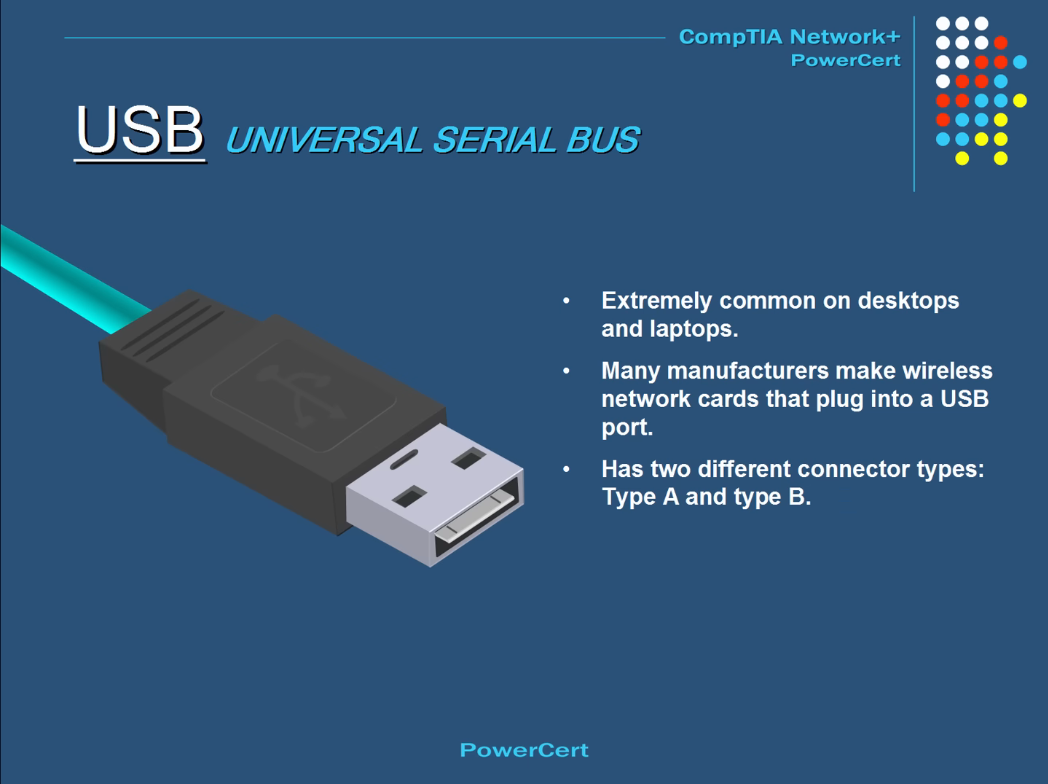 CompTIA Network+
PowerCert
USB UNIVERSAL SERIAL BUS
• Extremely common on desktops
and laptops.
• Many manufacturers make wireless
network cards that plug into a USB
port.
• Has two different connector types:
Type A and type B.
PowerCert